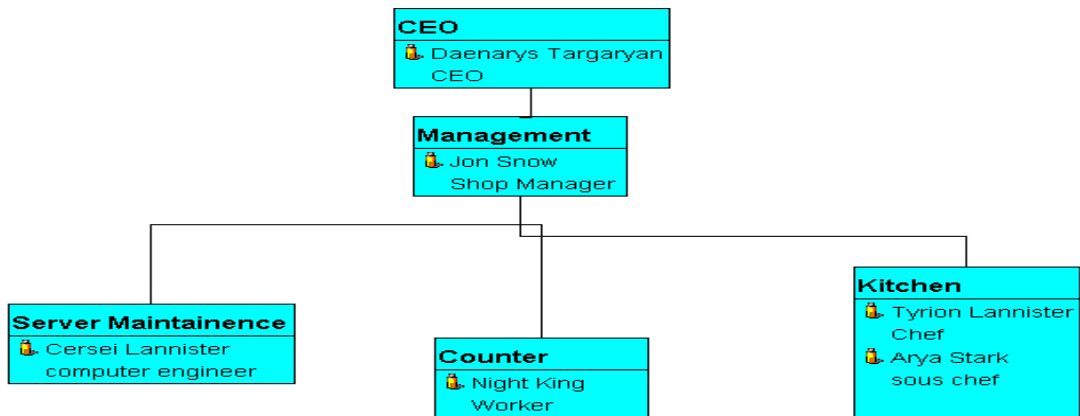 CEO
Daenarys Targaryan
CEO
Management
Jon Snow
Shop Manager
Server Maintainence
Cersei Lannister
computer engineer
Counter
Night King
Worker
Kitchen
Tyrion Lannister
Chef
Arya Stark
sous chef